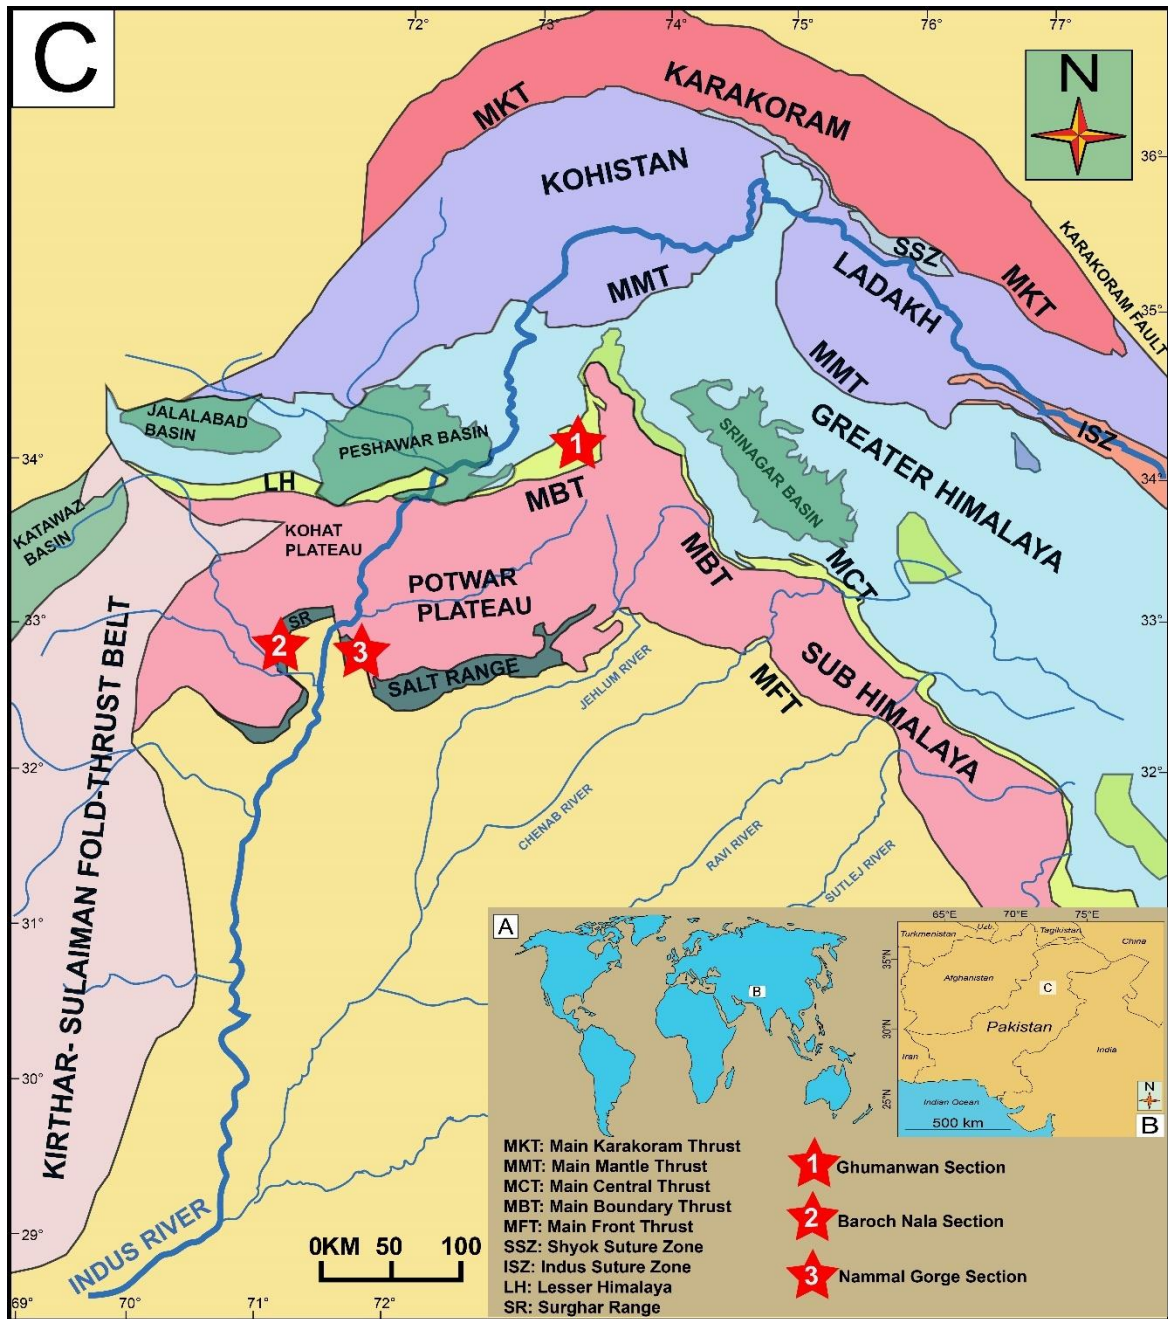 C
72°
73°
74°
75°
76°
77°
N
MKT
KARAKORAM
KOHISTAN
36°
SSZ
KARAKORAM FAULT
MMT
LADAKH
MKT
35°
MMT
JALALABAD
BASIN
PESHAWAR BASIN
1
SRINAGAR BASIN
GREATER HIMALAYA
ISZ
34°
34°
LH
MBT
KATAWAZ
BASIN
KOHAT
PLATEAU
MBT
MCT
POTWAR
PLATEAU
33°
33°
SR
2
3
SALT RANGE
JEHLUM RIVER
MFT
SUB HIMALAYA
32°
32°
KIRTHAR- SULAIMAN FOLD-THRUST BELT
CHENAB RIVER
RAVI RIVER
SUTLEJ RIVER
31°
30°
29°
INDUS RIVER
0KM 50 100
69°
70°
71°
72°
A
B
65°E
70°E
75°E
Turkmenistan
Uzb.
Tagikistan
China
35°N
Afghanistan
C
30°N
Pakistan
Iran
India
25°N
Indian Ocean
N
500 km
B
MKT: Main Karakoram Thrust
MMT: Main Mantle Thrust
MCT: Main Central Thrust
MBT: Main Boundary Thrust
MFT: Main Front Thrust
SSZ: Shyok Suture Zone
ISZ: Indus Suture Zone
LH: Lesser Himalaya
SR: Surghar Range
1 Ghumanwan Section
2 Baroch Nala Section
3 Nammal Gorge Section